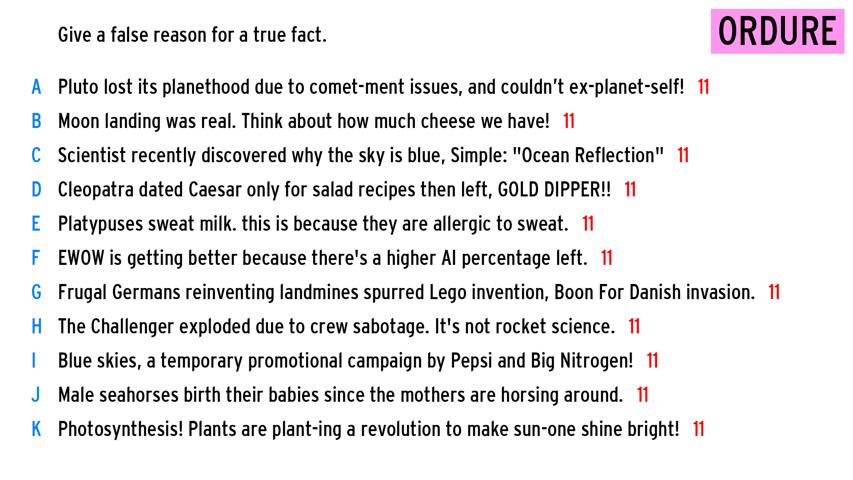 Give a false reason for a true fact.
ORDURE
A Pluto lost its planethood due to comet-ment issues, and couldn't ex-planet-self! 11
B Moon landing was real. Think about how much cheese we have! 11
C Scientist recently discovered why the sky is blue, Simple: "Ocean Reflection" 11
D Cleopatra dated Caesar only for salad recipes then left, GOLD DIPPER!! 11
E Platypuses sweat milk. this is because they are allergic to sweat. 11
F EWOW is getting better because there's a higher AI percentage left. 11
G Frugal Germans reinventing landmines spurred Lego invention, Boon For Danish invasion. 11
H The Challenger exploded due to crew sabotage. It's not rocket science. 11
I Blue skies, a temporary promotional campaign by Pepsi and Big Nitrogen! 11
J Male seahorses birth their babies since the mothers are horsing around. 11
K Photosynthesis! Plants are plant-ing a revolution to make sun-one shine bright! 11